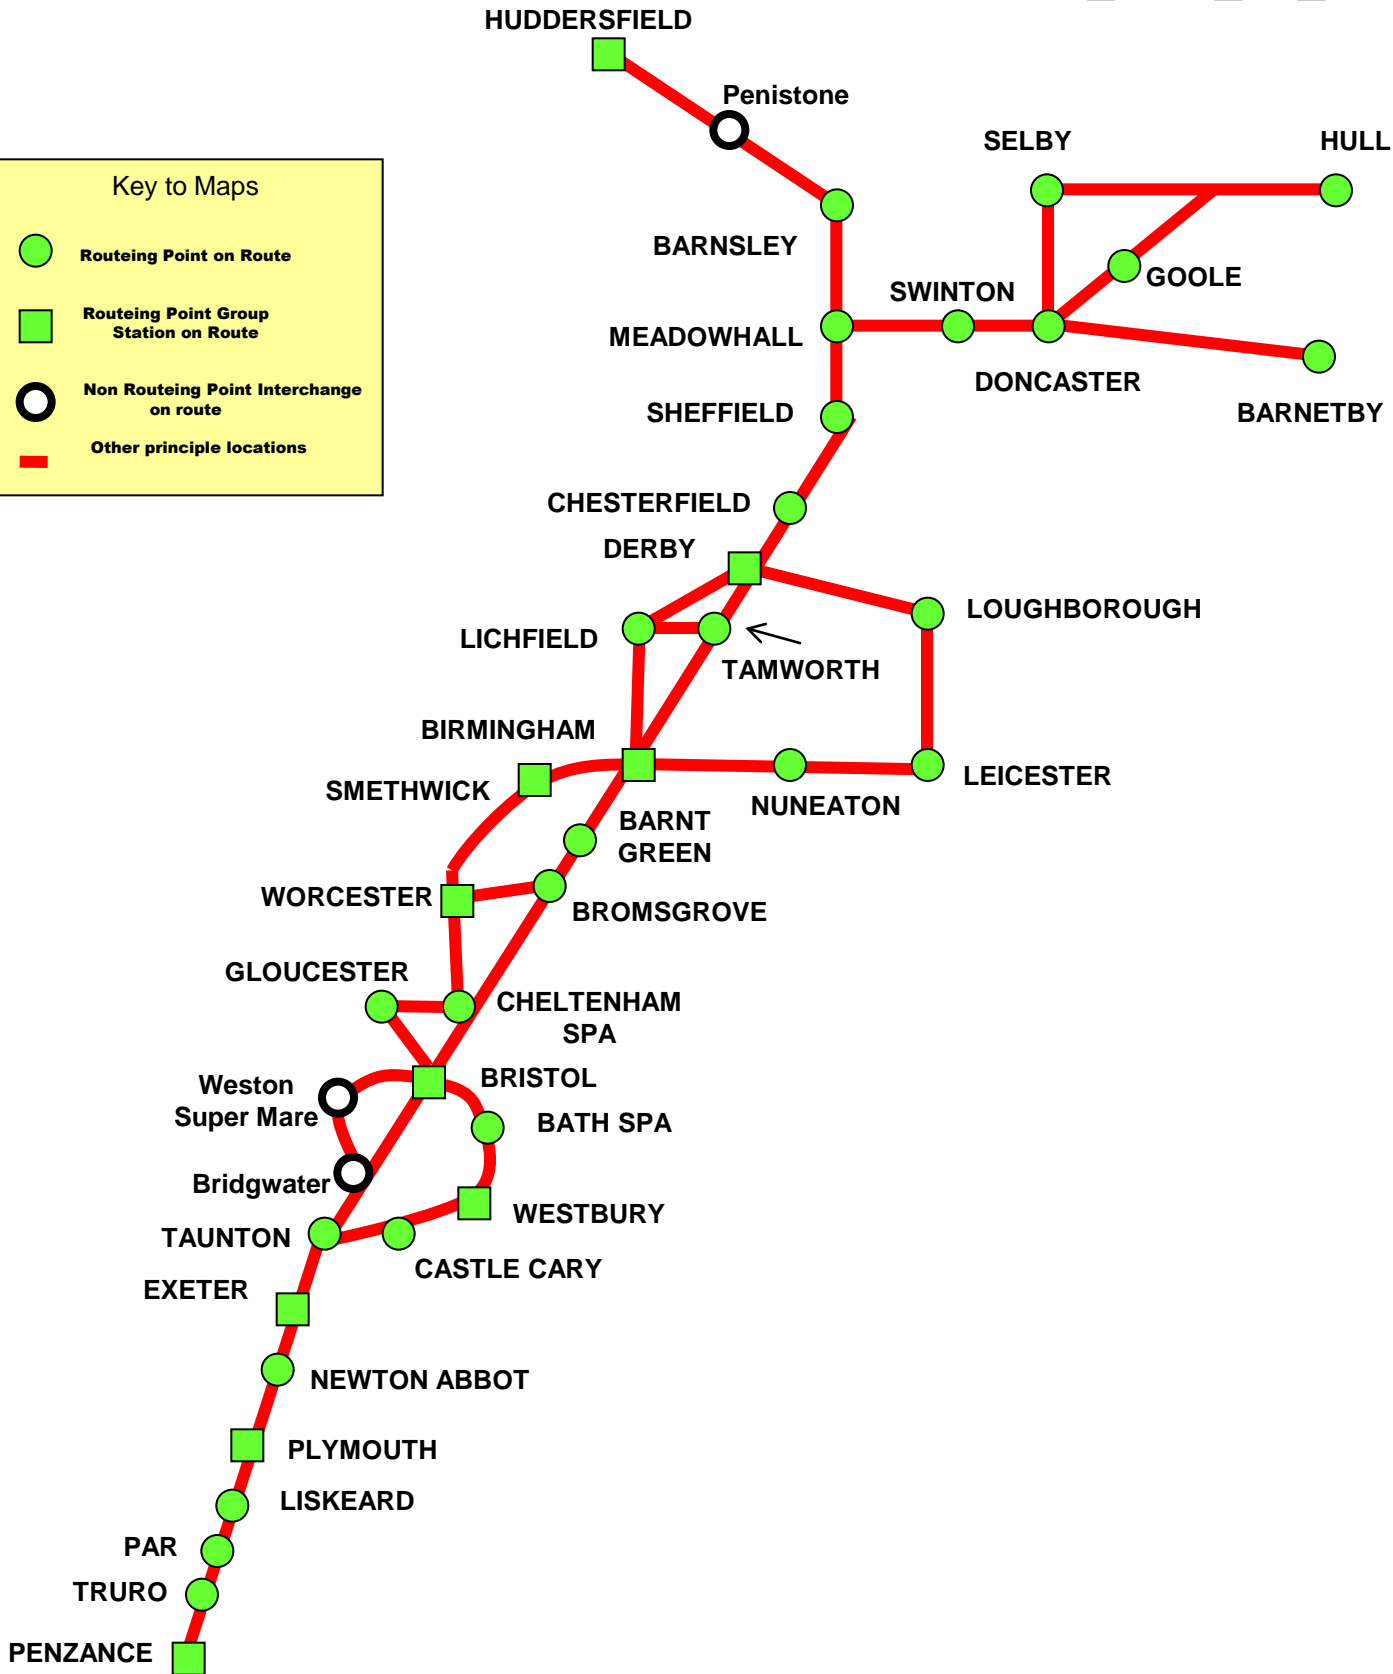 HUDDERSFIELD
Penistone
SELBY
HULL
Key to Maps
Routeing Point on Route
Routeing Point Group
Station on Route
Non Routeing Point Interchange
on route
Other principle locations
BARNSLEY
GOOLE
SWINTON
MEADOWHALL
DONCASTER
BARNETBY
SHEFFIELD
CHESTERFIELD
DERBY
LOUGHBOROUGH
LICHFIELD
TAMWORTH
BIRMINGHAM
LEICESTER
SMETHWICK
NUNEATON
BARNT
GREEN
WORCESTER
BROMSGROVE
GLOUCESTER
CHELTENHAM
SPA
BRISTOL
Weston
Super Mare
BATH SPA
Bridgwater
WESTBURY
TAUNTON
CASTLE CARY
EXETER
NEWTON ABBOT
PLYMOUTH
LISKEARD
PAR
TRURO
PENZANCE